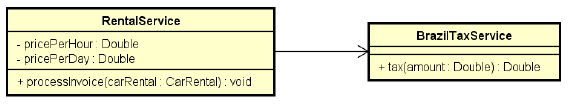 RentalService
- pricePerHour : Double
- pricePerDay : Double
+ processInvoice(carRental : CarRental) : void
BrazilTaxService
+ tax(amount : Double) : Double